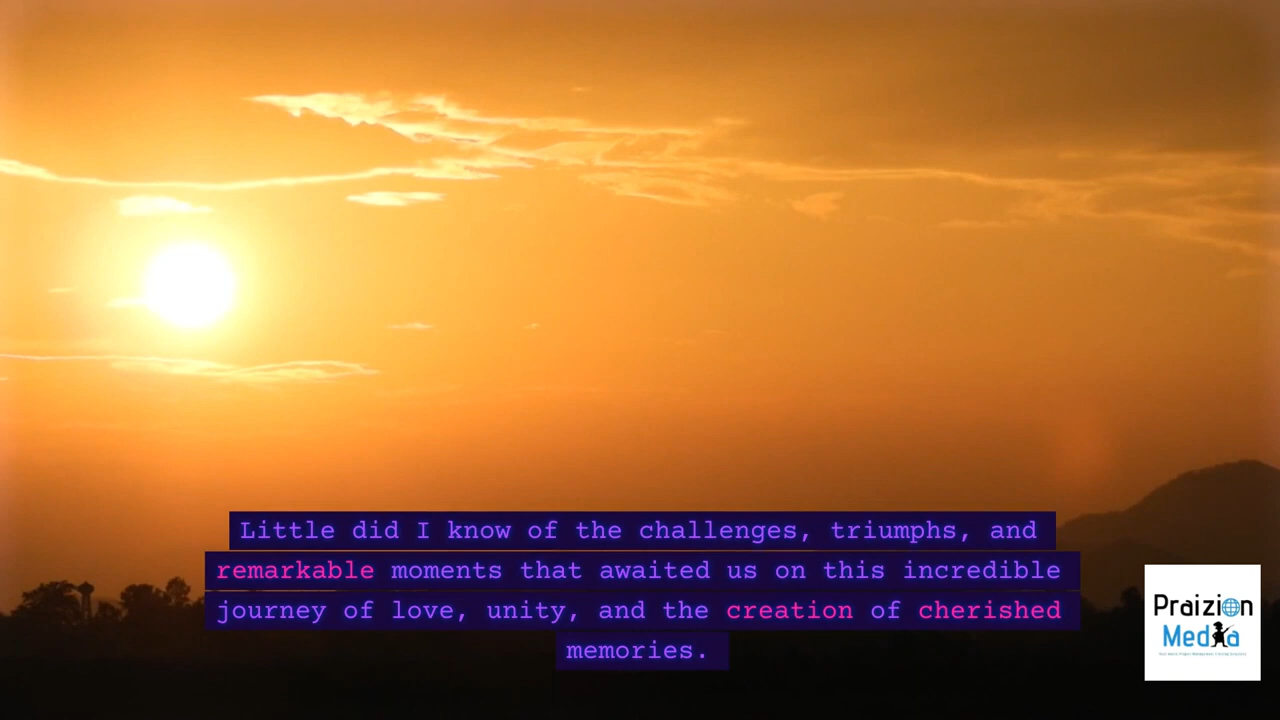 Little did I know of the challenges, triumphs, and
remarkable moments that awaited us on this incredible
journey of love, unity, and the creation of cherished
memories.
Praizion
Media